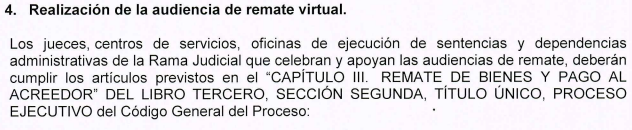 4. Realización de la audiencia de remate virtual.
Los jueces, centros de servicios, oficinas de ejecución de sentencias y dependencias
administrativas de la Rama Judicial que celebran y apoyan las audiencias de remate, deberán
cumplir los artículos previstos en el “CAPÍTULO III. REMATE DE BIENES Y PAGO AL
ACREEDOR” DEL LIBRO TERCERO, SECCIÓN SEGUNDA, TÍTULO ÚNICO, PROCESO
EJECUTIVO del Código General del Proceso: